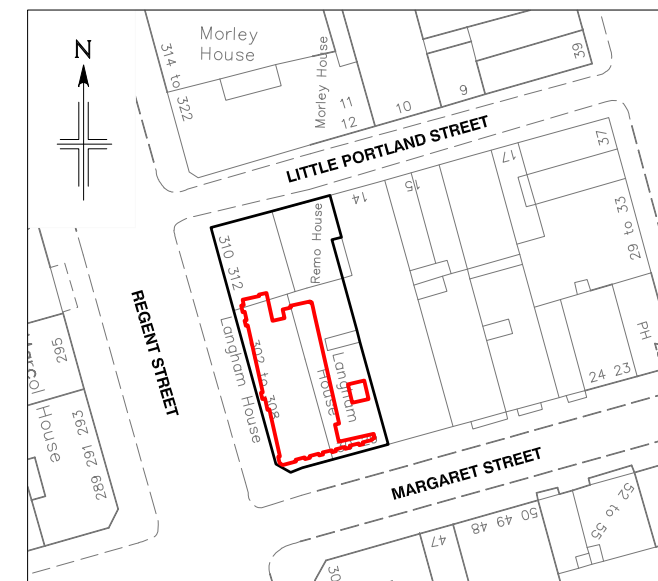 N
314 to 322
Morley
House
Morley House
11
12
10
9
39
LITTLE PORTLAND STREET
37
17
15
14
29 to 33
Remo House
310 312
REGENT STREET
Langham House
302 to 308
Langham
House
295
House
289 291 293
24 23
PH
MARGARET STREET
52 to 55
50 49 48
47
30